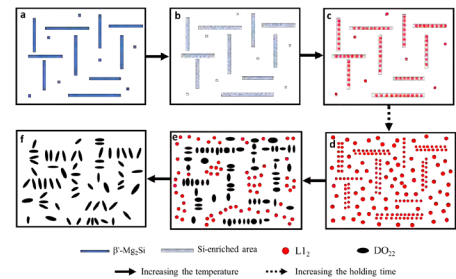 a
b
c
f
e
d
β'-Mg₂Si
Si-enriched area
L1₂
DO₂₂
Increasing the temperature
Increasing the holding time